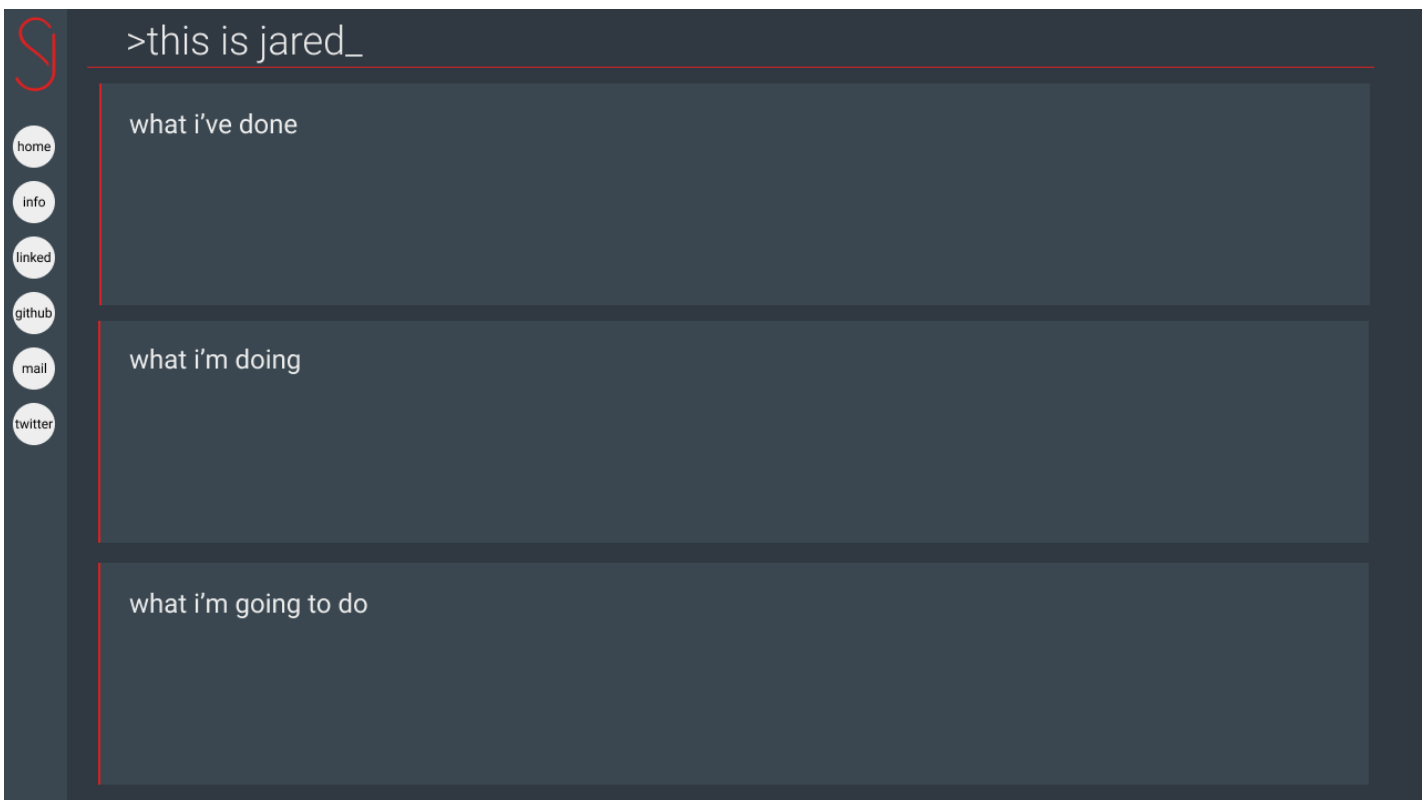 >this is jared_
home
info
linked
github
mail
twitter
what i’ve done
what i’m doing
what i’m going to do